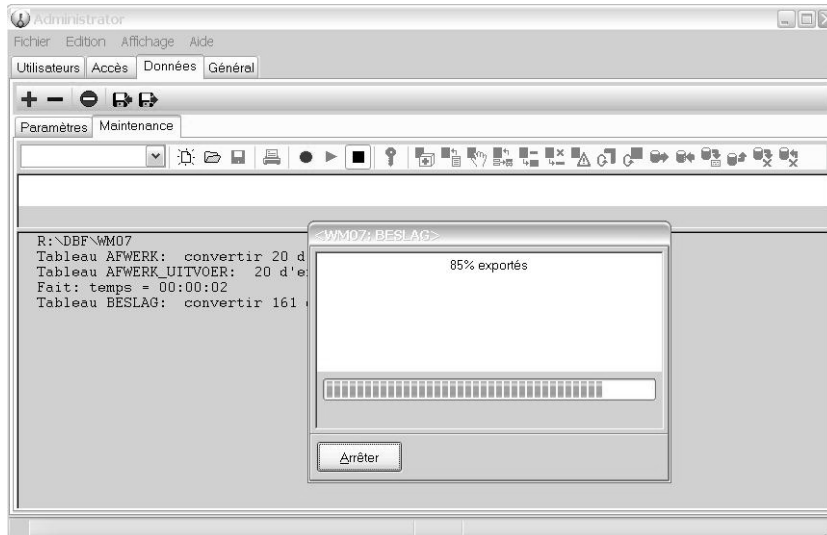 Administrator
Fichier Edition Affichage Aide
Utilisateurs Accès Données Général
Paramètres Maintenance
R:\DBF\WM07
Tableau AFWERK: convertir 20 d
Tableau AFWERK_UITVOER: 20 d'e
Fait: temps = 00:00:02
Tableau BESLAG: convertir 161
<WM07: BESLAG>
85% exportés
Arrêter